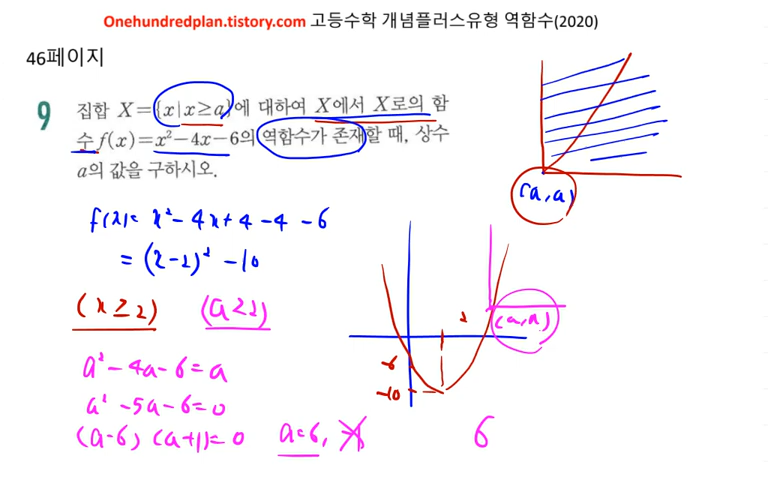 Onehundredplan.tistory.com 고등수학 개념플러스유형 역함수(2020)
46페이지
9 집합 X={x|x≥a}에 대하여 X에서 X로의 함
수 f(x)=x²-4x-6의 역함수가 존재할 때, 상수
a의 값을 구하시오.
(a, a)
f(x)= x²-4x+4-4-6
= (x-2)²-10
(x≥2) (a≥2)
2
(a,a)
a²-4a-6=a
-6
-10
a²-5a-6=0
(a-6)(a+1)=0 a=6, -1
6